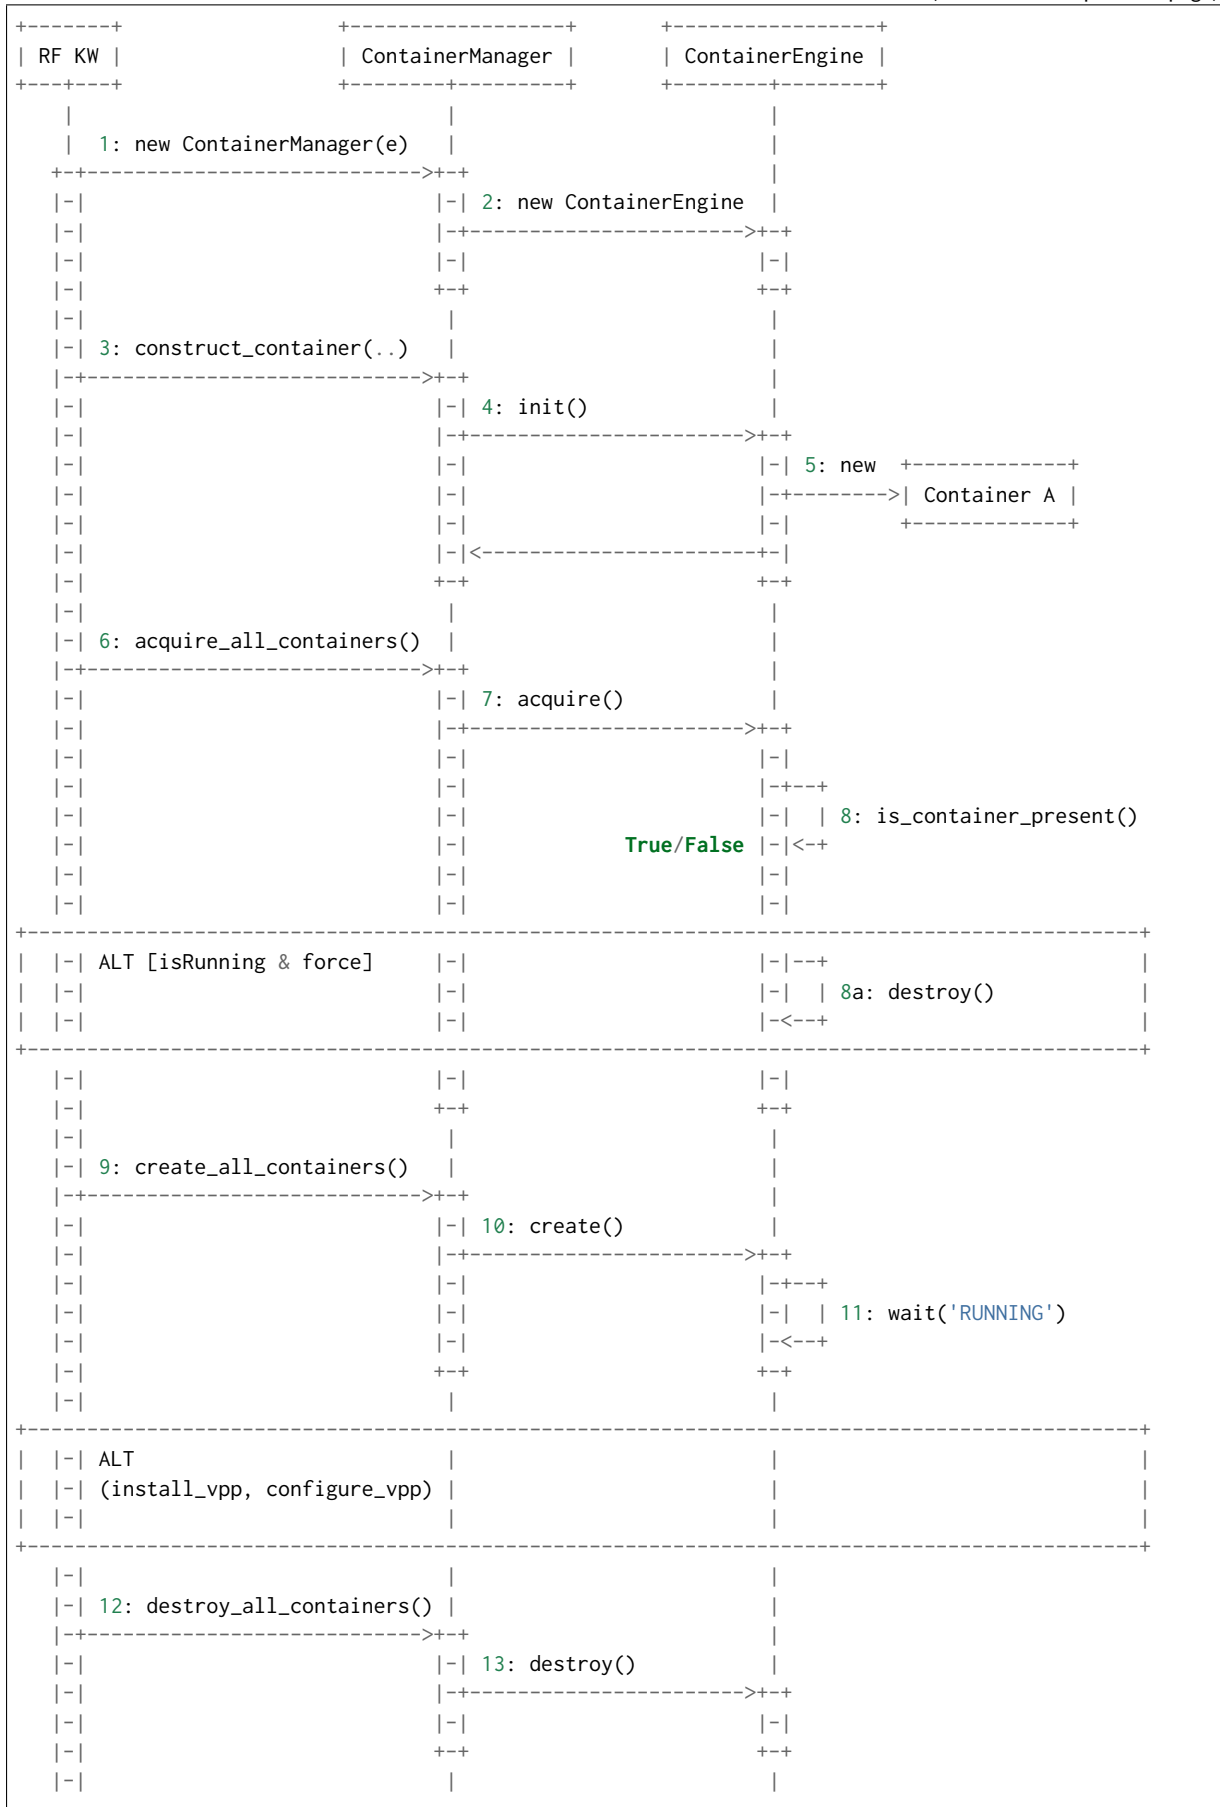 RF KW ContainerManager ContainerEngine
1: new ContainerManager(e)
2: new ContainerEngine
3: construct_container(..)
4: init()
5: new
Container A
6: acquire_all_containers()
7: acquire()
8: is_container_present()
True/False
ALT [isRunning & force]
8a: destroy()
9: create_all_containers()
10: create()
11: wait('RUNNING')
ALT
(install_vpp, configure_vpp)
12: destroy_all_containers()
13: destroy()